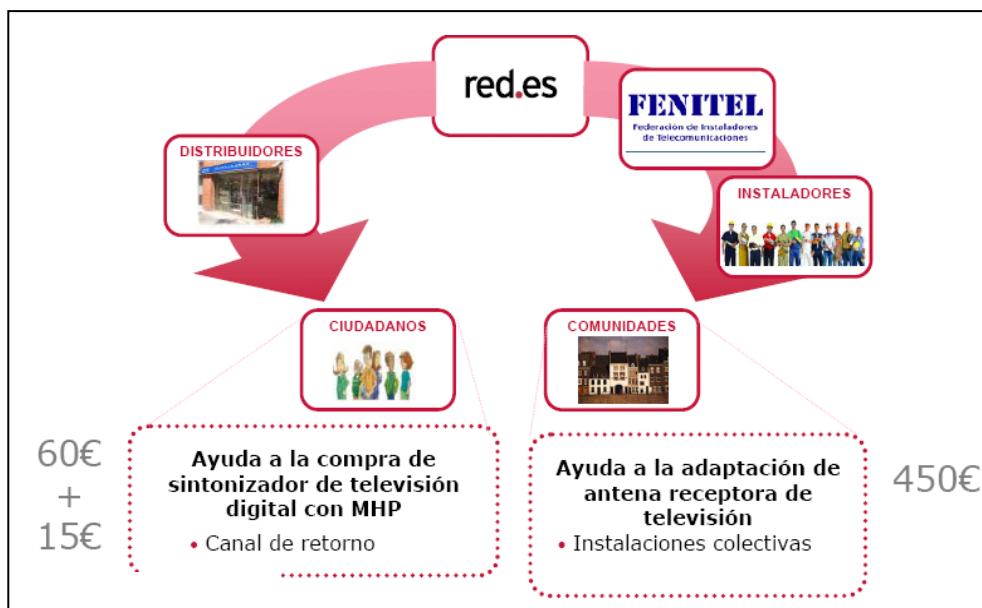 red.es
FENITEL
Federación de Instaladores
de Telecomunicaciones
DISTRIBUIDORES
INSTALADORES
CIUDADANOS
COMUNIDADES
60€
+
15€
Ayuda a la compra de
sintonizador de televisión
digital con MHP
• Canal de retorno
Ayuda a la adaptación de
antena receptora de
televisión
• Instalaciones colectivas
450€